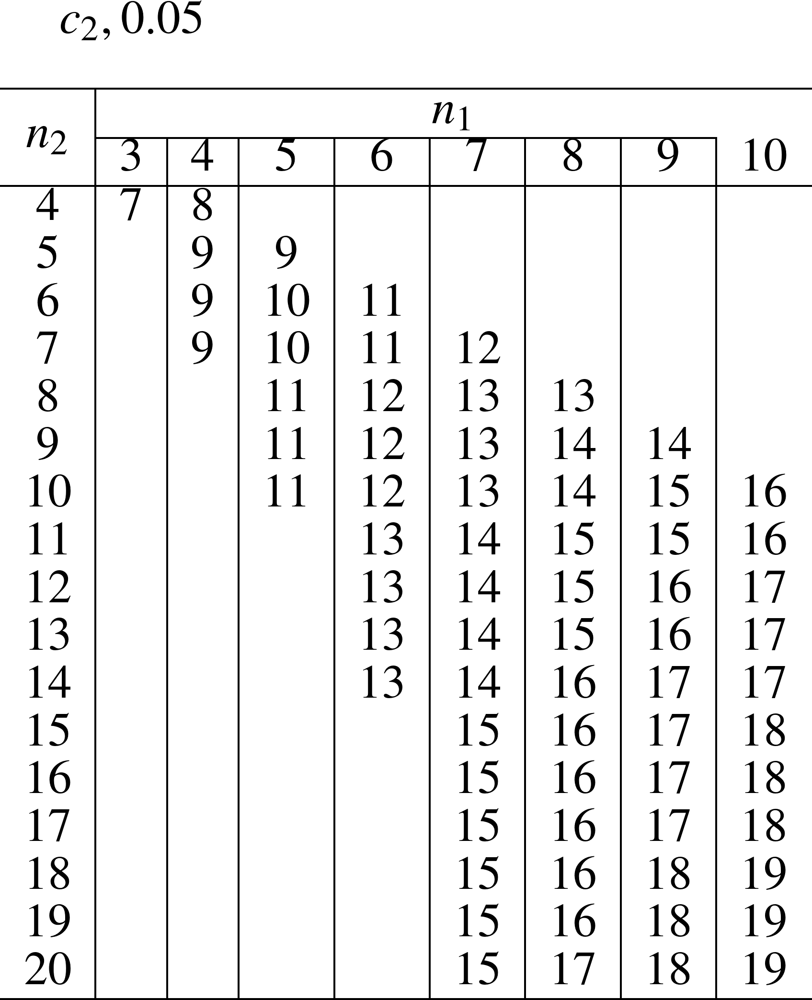 c₂, 0.05
n₂ n₁
3 4 5 6 7 8 9 10
4 7 8
5 9 9
6 9 10 11
7 9 10 11 12
8 11 12 13 13
9 11 12 13 14 14
10 11 12 13 14 15 16
11 13 14 15 15 16
12 13 14 15 16 17
13 13 14 15 16 17
14 13 14 16 17 17
15 15 16 17 18
16 15 16 17 18
17 15 16 17 18
18 15 16 18 19
19 15 16 18 19
20 15 17 18 19